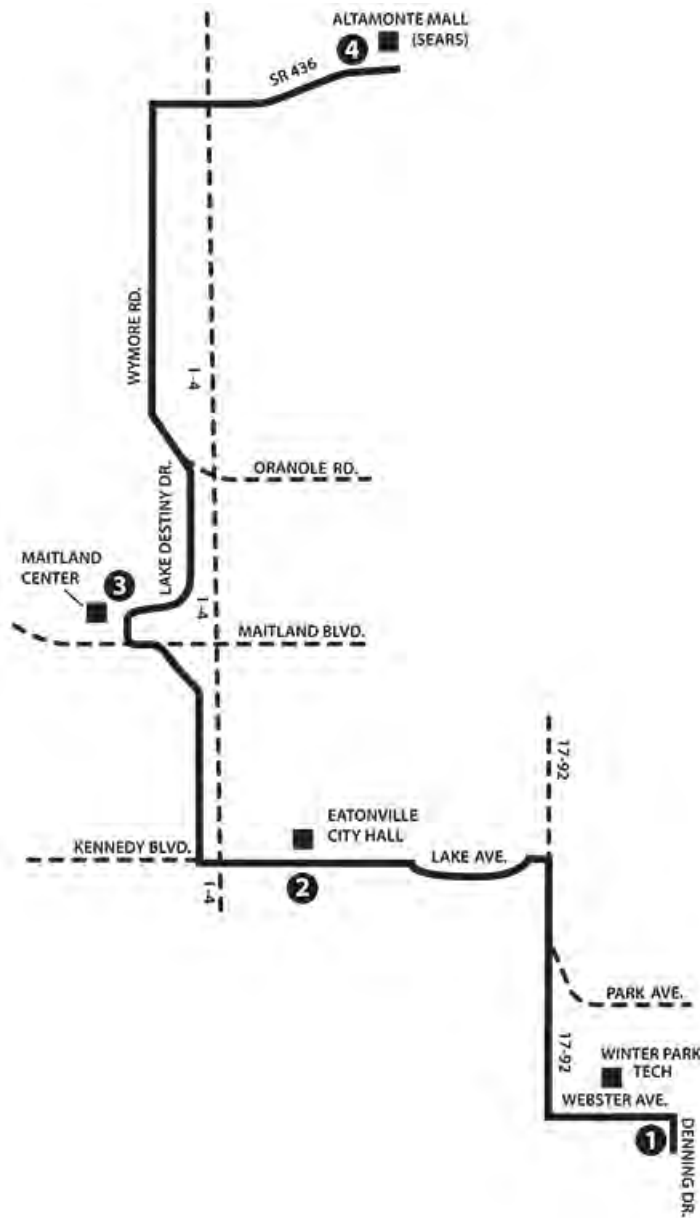 ALTAMONTE MALL
(SEARS)
4
SR 436
WYMORE RD.
I-4
ORANOLE RD.
LAKE DESTINY DR.
MAITLAND
CENTER
3
I-4
MAITLAND BLVD.
17-92
EATONVILLE
CITY HALL
KENNEDY BLVD.
LAKE AVE.
2
I-4
PARK AVE.
17-92
WINTER PARK
TECH
WEBSTER AVE.
1
DENNING DR.